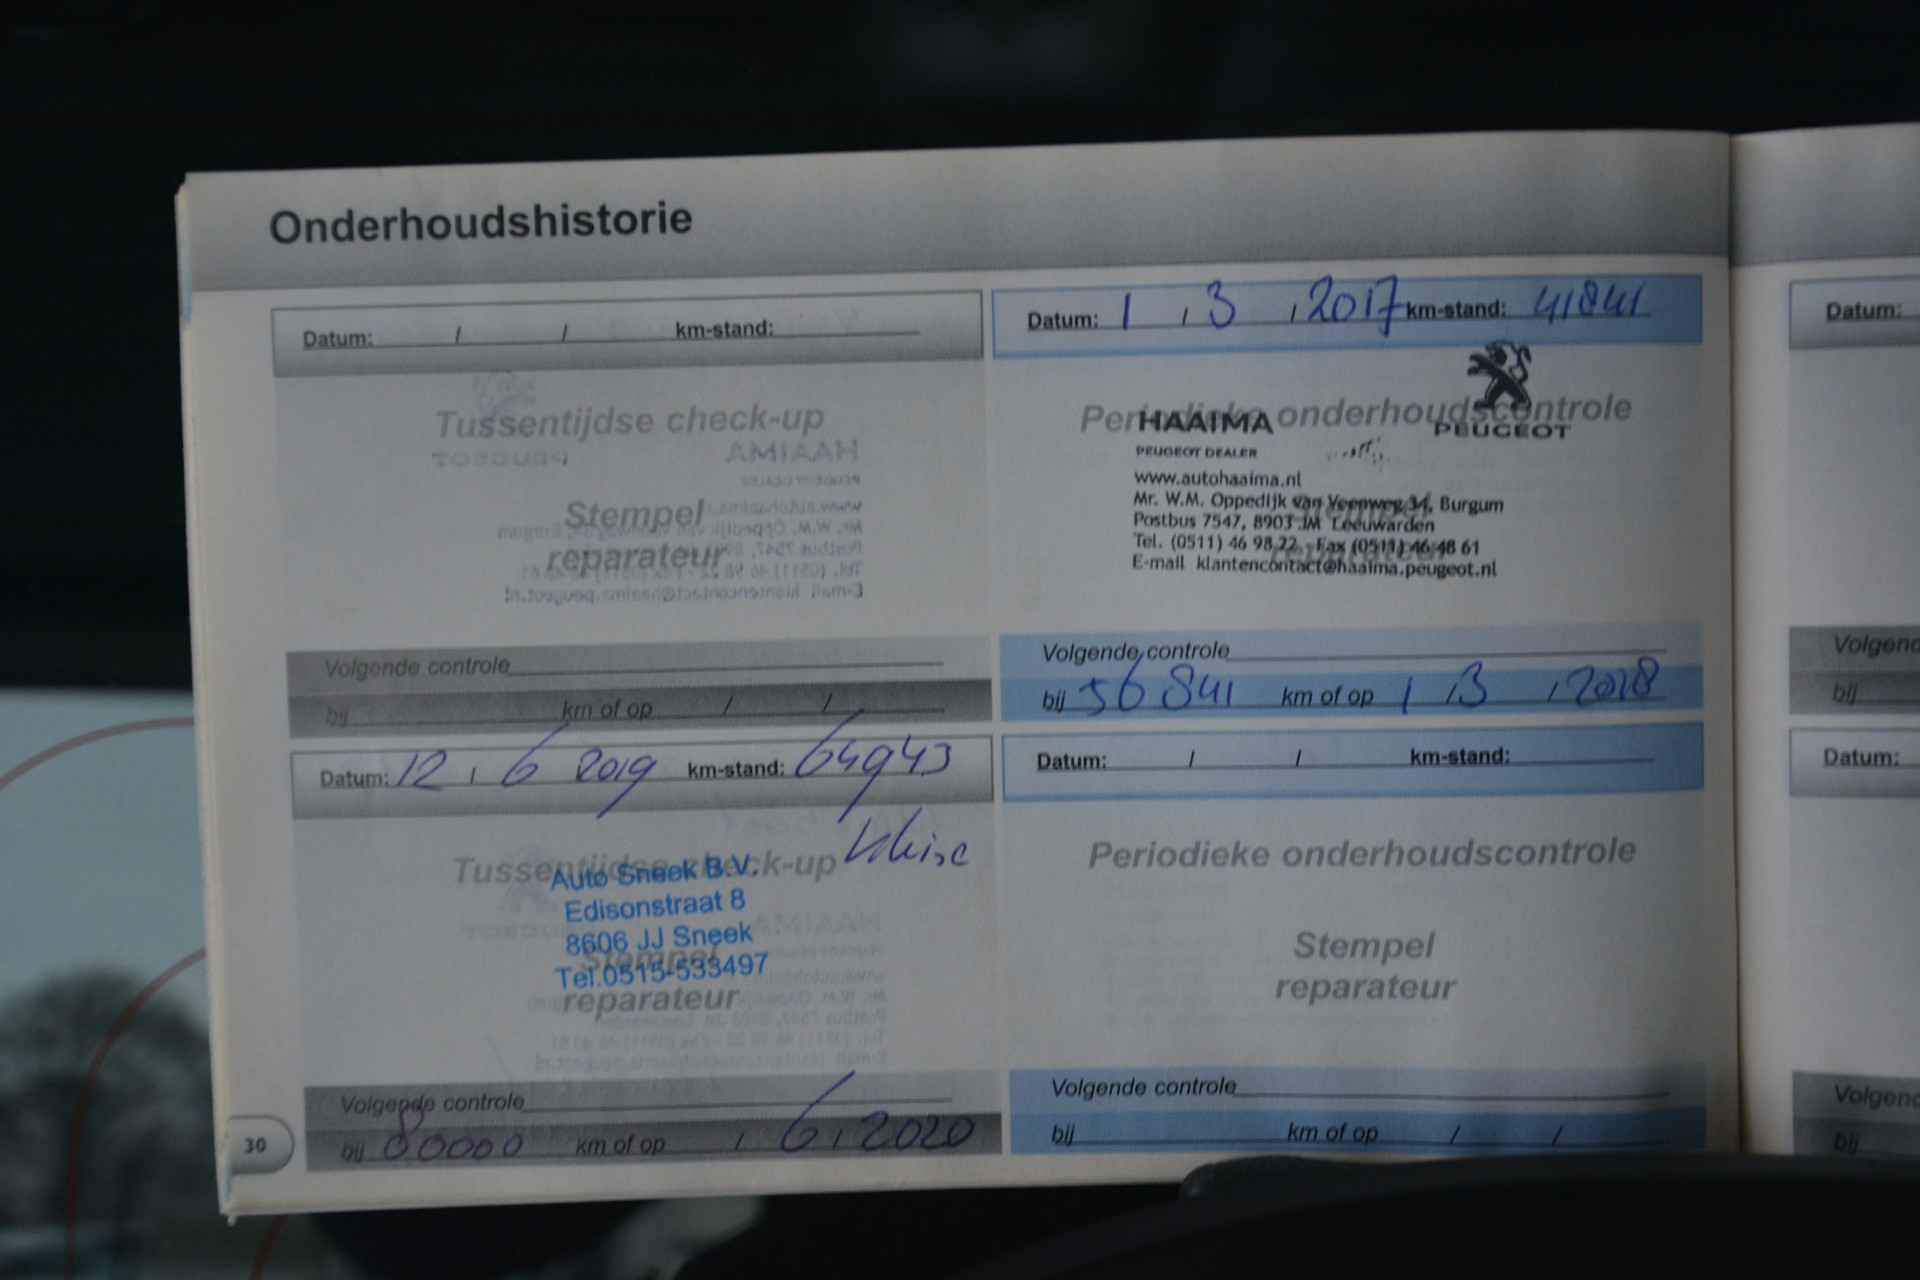 Onderhoudshistorie
Datum: / / km-stand:
Tussentijdse check-up
Stempel
reparateur
Volgende controle
bij km of op / /
Datum: 1 / 3 / 2017 km-stand: 41841
Periodieke onderhoudscontrole
HAAIMA
PEUGEOT
PEUGEOT DEALER
www.autohaaima.nl
Mr. W.M. Oppedijk van Veenweg 34, Burgum
Postbus 7547, 8903 JM Leeuwarden
Tel. (0511) 46 98 22 - Fax (0511) 46 48 61
E-mail klantencontact@haaima.peugeot.nl
Stempel
reparateur
Volgende controle
bij 56841 km of op 1 / 3 / 2018
Datum: 12 / 6 2019 km-stand: 64943
Tussentijdse check-up
Auto Sneek B.V.
Edisonstraat 8
8606 JJ Sneek
Tel.0515-533497
Stempel
reparateur
Volgende controle
bij 80000 km of op / 6 / 2020
Datum: / / km-stand:
Periodieke onderhoudscontrole
Stempel
reparateur
Volgende controle
bij km of op / /
30
Datum:
bij
Datum:
bij